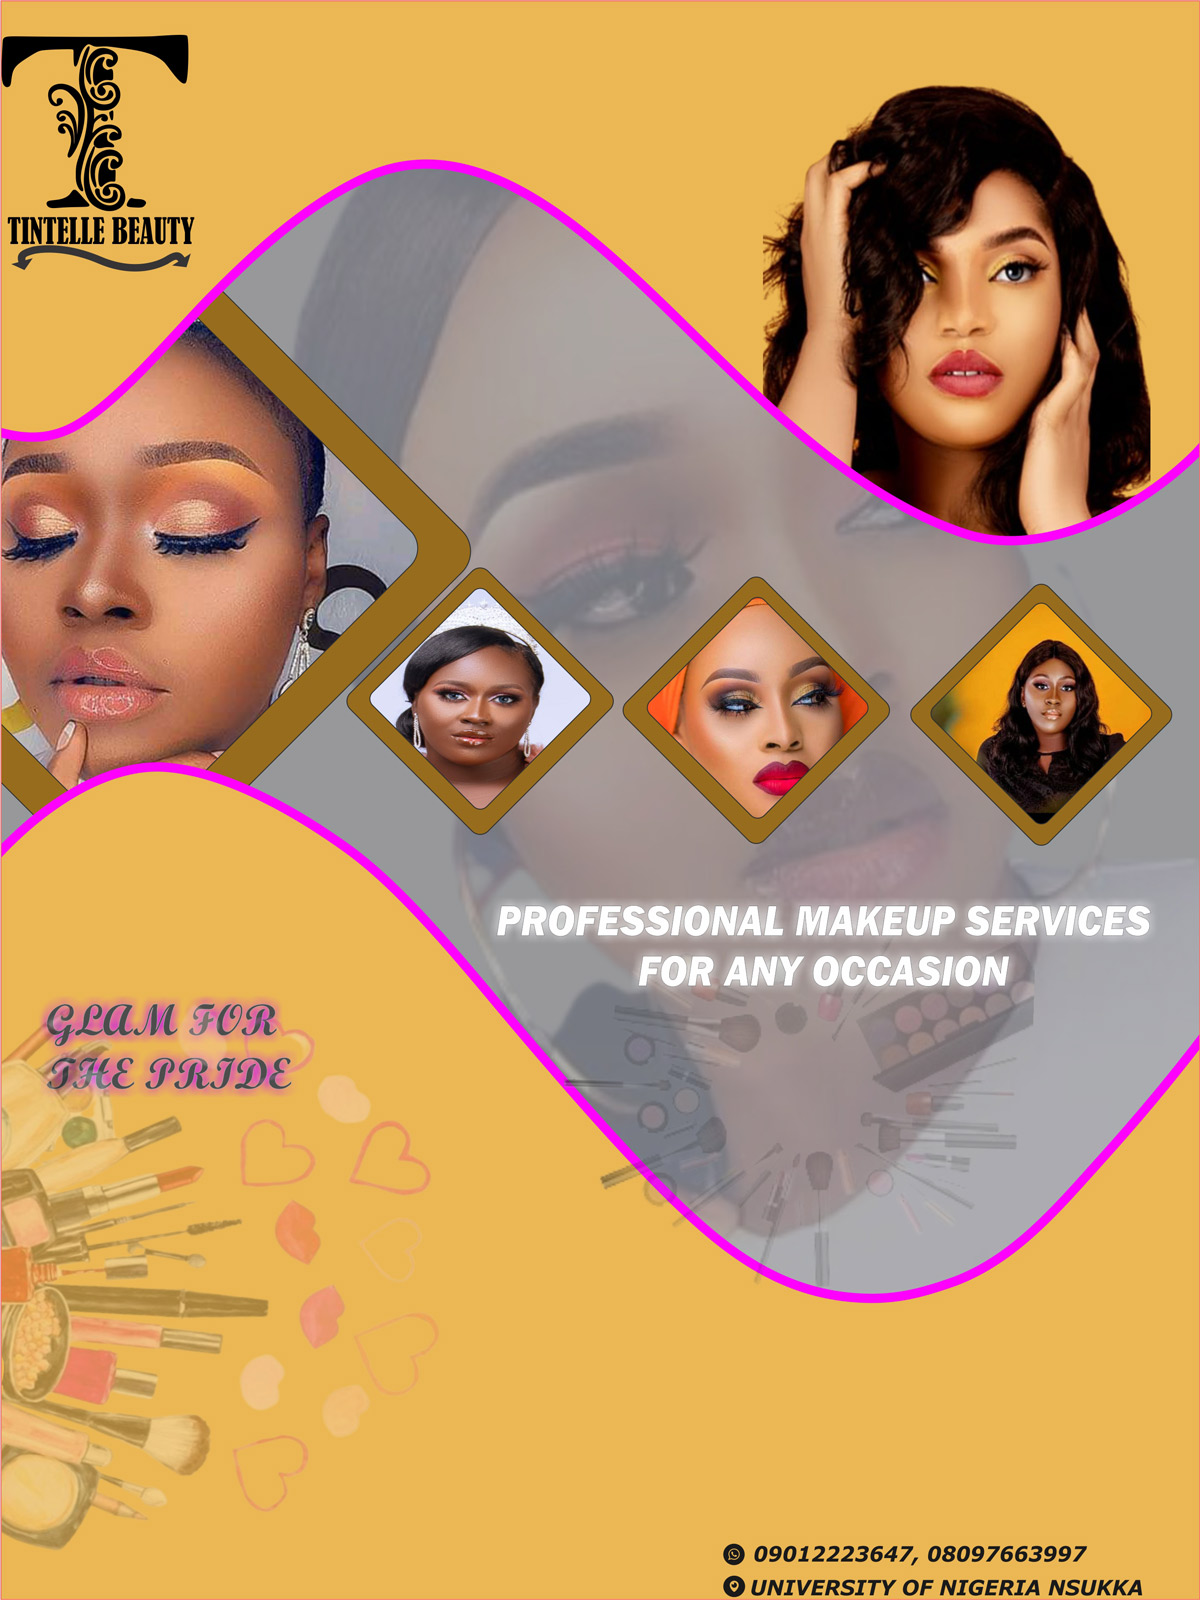 T
TINTELLE BEAUTY
PROFESSIONAL MAKEUP SERVICES
FOR ANY OCCASION
GLAM FOR
THE PRIDE
09012223647, 08097663997
UNIVERSITY OF NIGERIA NSUKKA